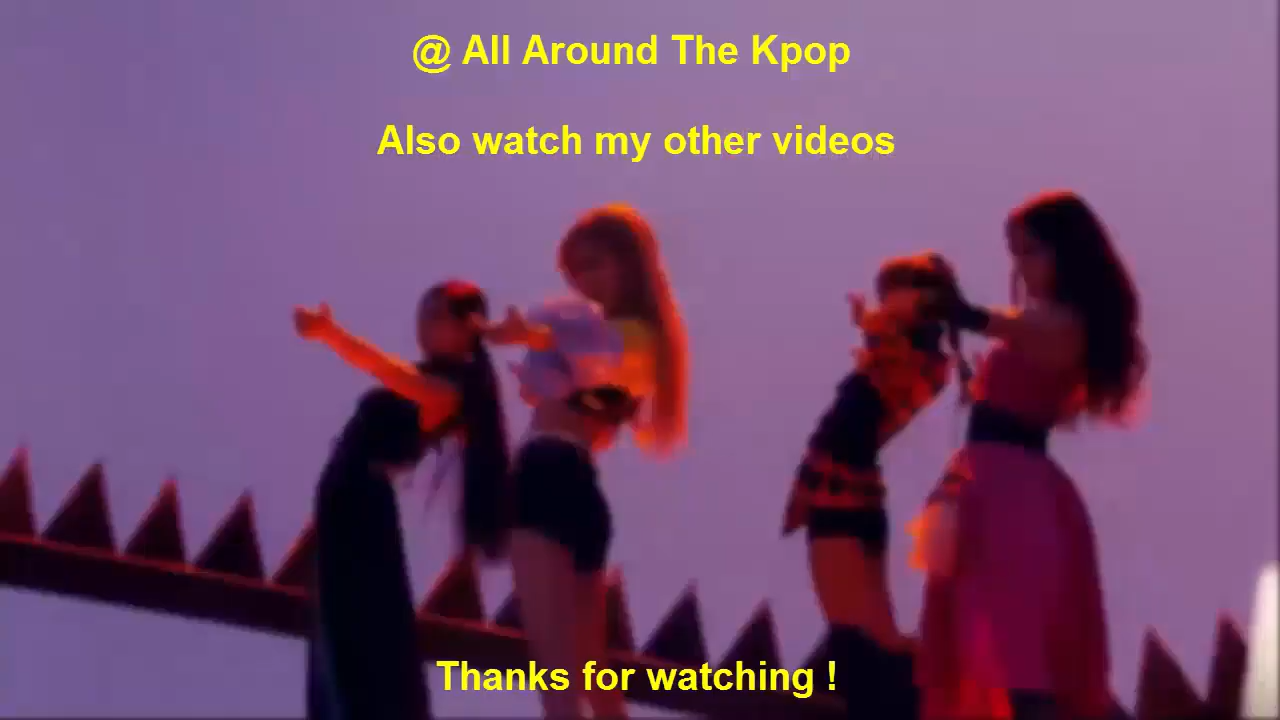 @ All Around The Kpop
Also watch my other videos
Thanks for watching !